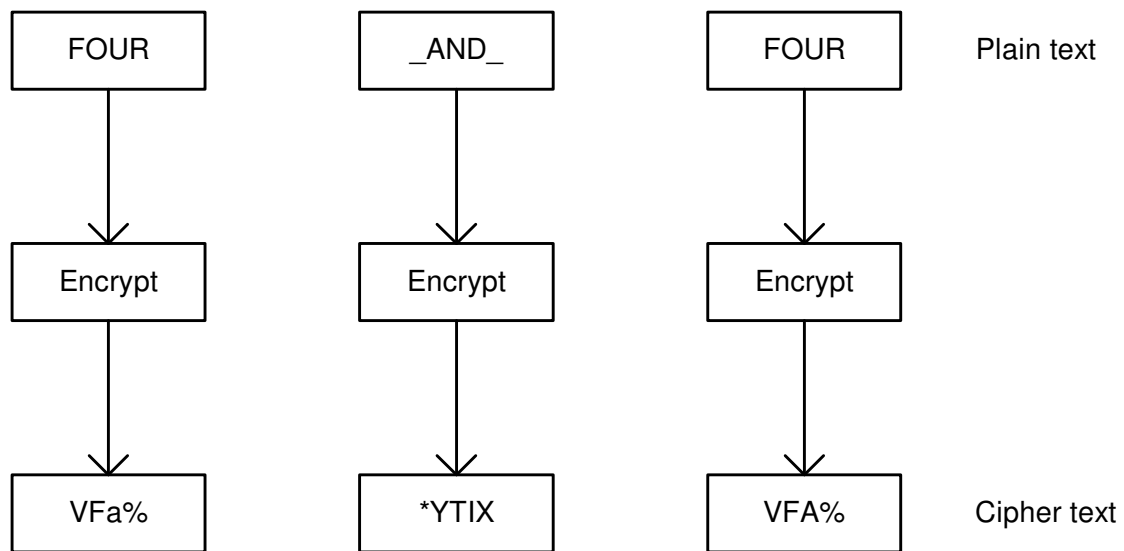 FOUR _AND_ FOUR Plain text
Encrypt Encrypt Encrypt
VFa% *YTIX VFA% Cipher text